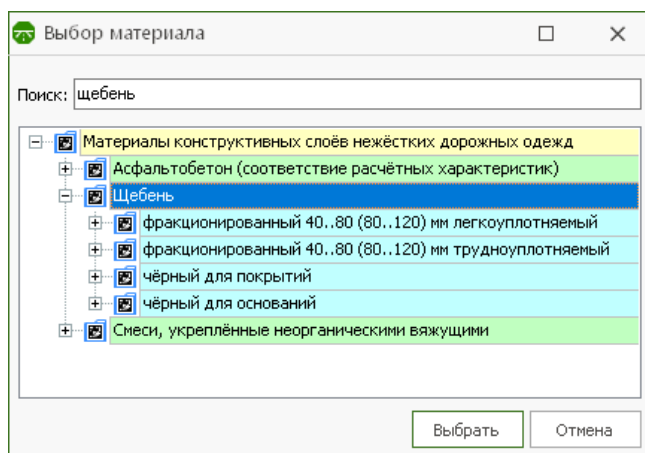 Выбор материала
Поиск: щебень
Материалы конструктивных слоёв нежёстких дорожных одежд
Асфальтобетон (соответствие расчётных характеристик)
Щебень
фракционированный 40..80 (80..120) мм легкоуплотняемый
фракционированный 40..80 (80..120) мм трудноуплотняемый
чёрный для покрытий
чёрный для оснований
Смеси, укреплённые неорганическими вяжущими
Выбрать Отмена